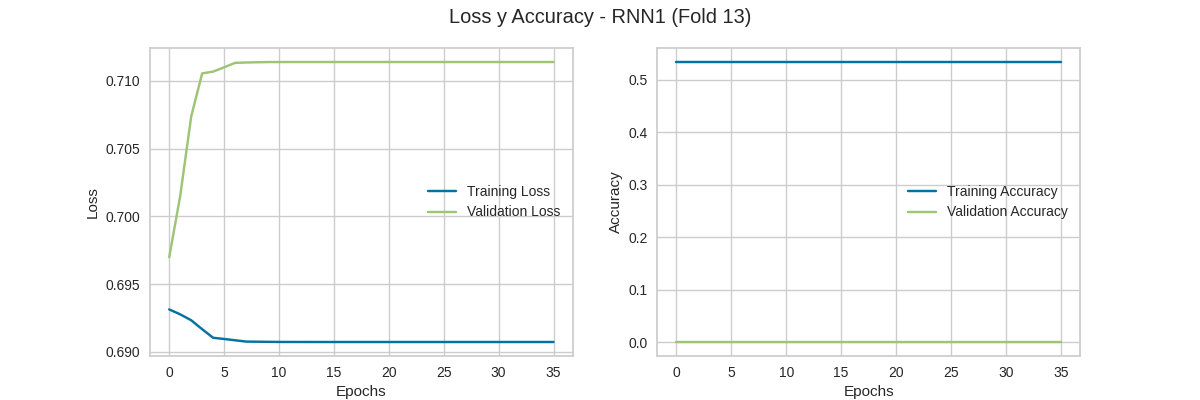 Loss y Accuracy - RNN1 (Fold 13)
0.710
0.705
0.700
0.695
0.690
Loss
Training Loss
Validation Loss
0 5 10 15 20 25 30 35
Epochs
0.5
0.4
0.3
0.2
0.1
0.0
Accuracy
Training Accuracy
Validation Accuracy
0 5 10 15 20 25 30 35
Epochs